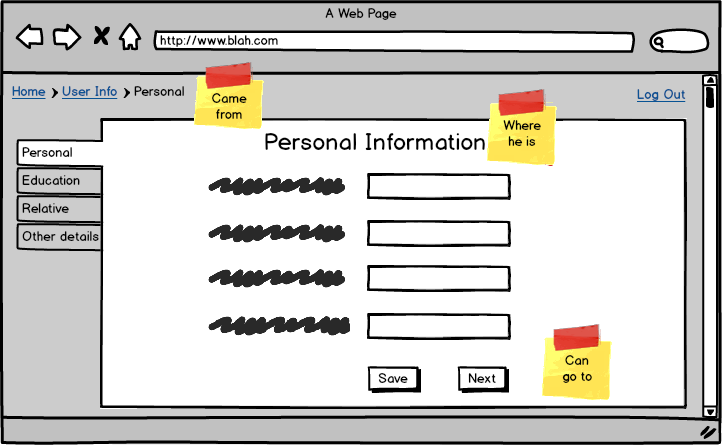 A Web Page
http://www.blah.com
Home > User Info > Personal
Log Out
Came
from
Where
he is
Personal Information
Personal
Education
Relative
Other details
Can
go to
Save
Next